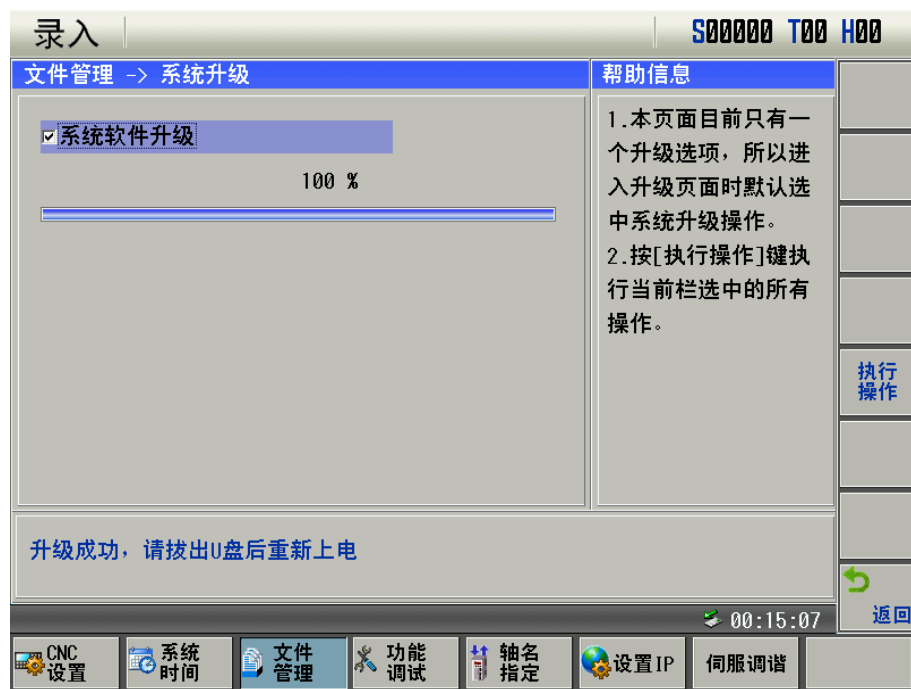 录入
S00000 T00 H00
文件管理 -> 系统升级
系统软件升级
100 %
帮助信息
1.本页面目前只有一
个升级选项，所以进
入升级页面时默认选
中系统升级操作。
2.按[执行操作]键执
行当前栏选中的所有
操作。
执行
操作
升级成功，请拔出U盘后重新上电
00:15:07
返回
CNC
设置
系统
时间
文件
管理
功能
调试
轴名
指定
设置IP
伺服调谐